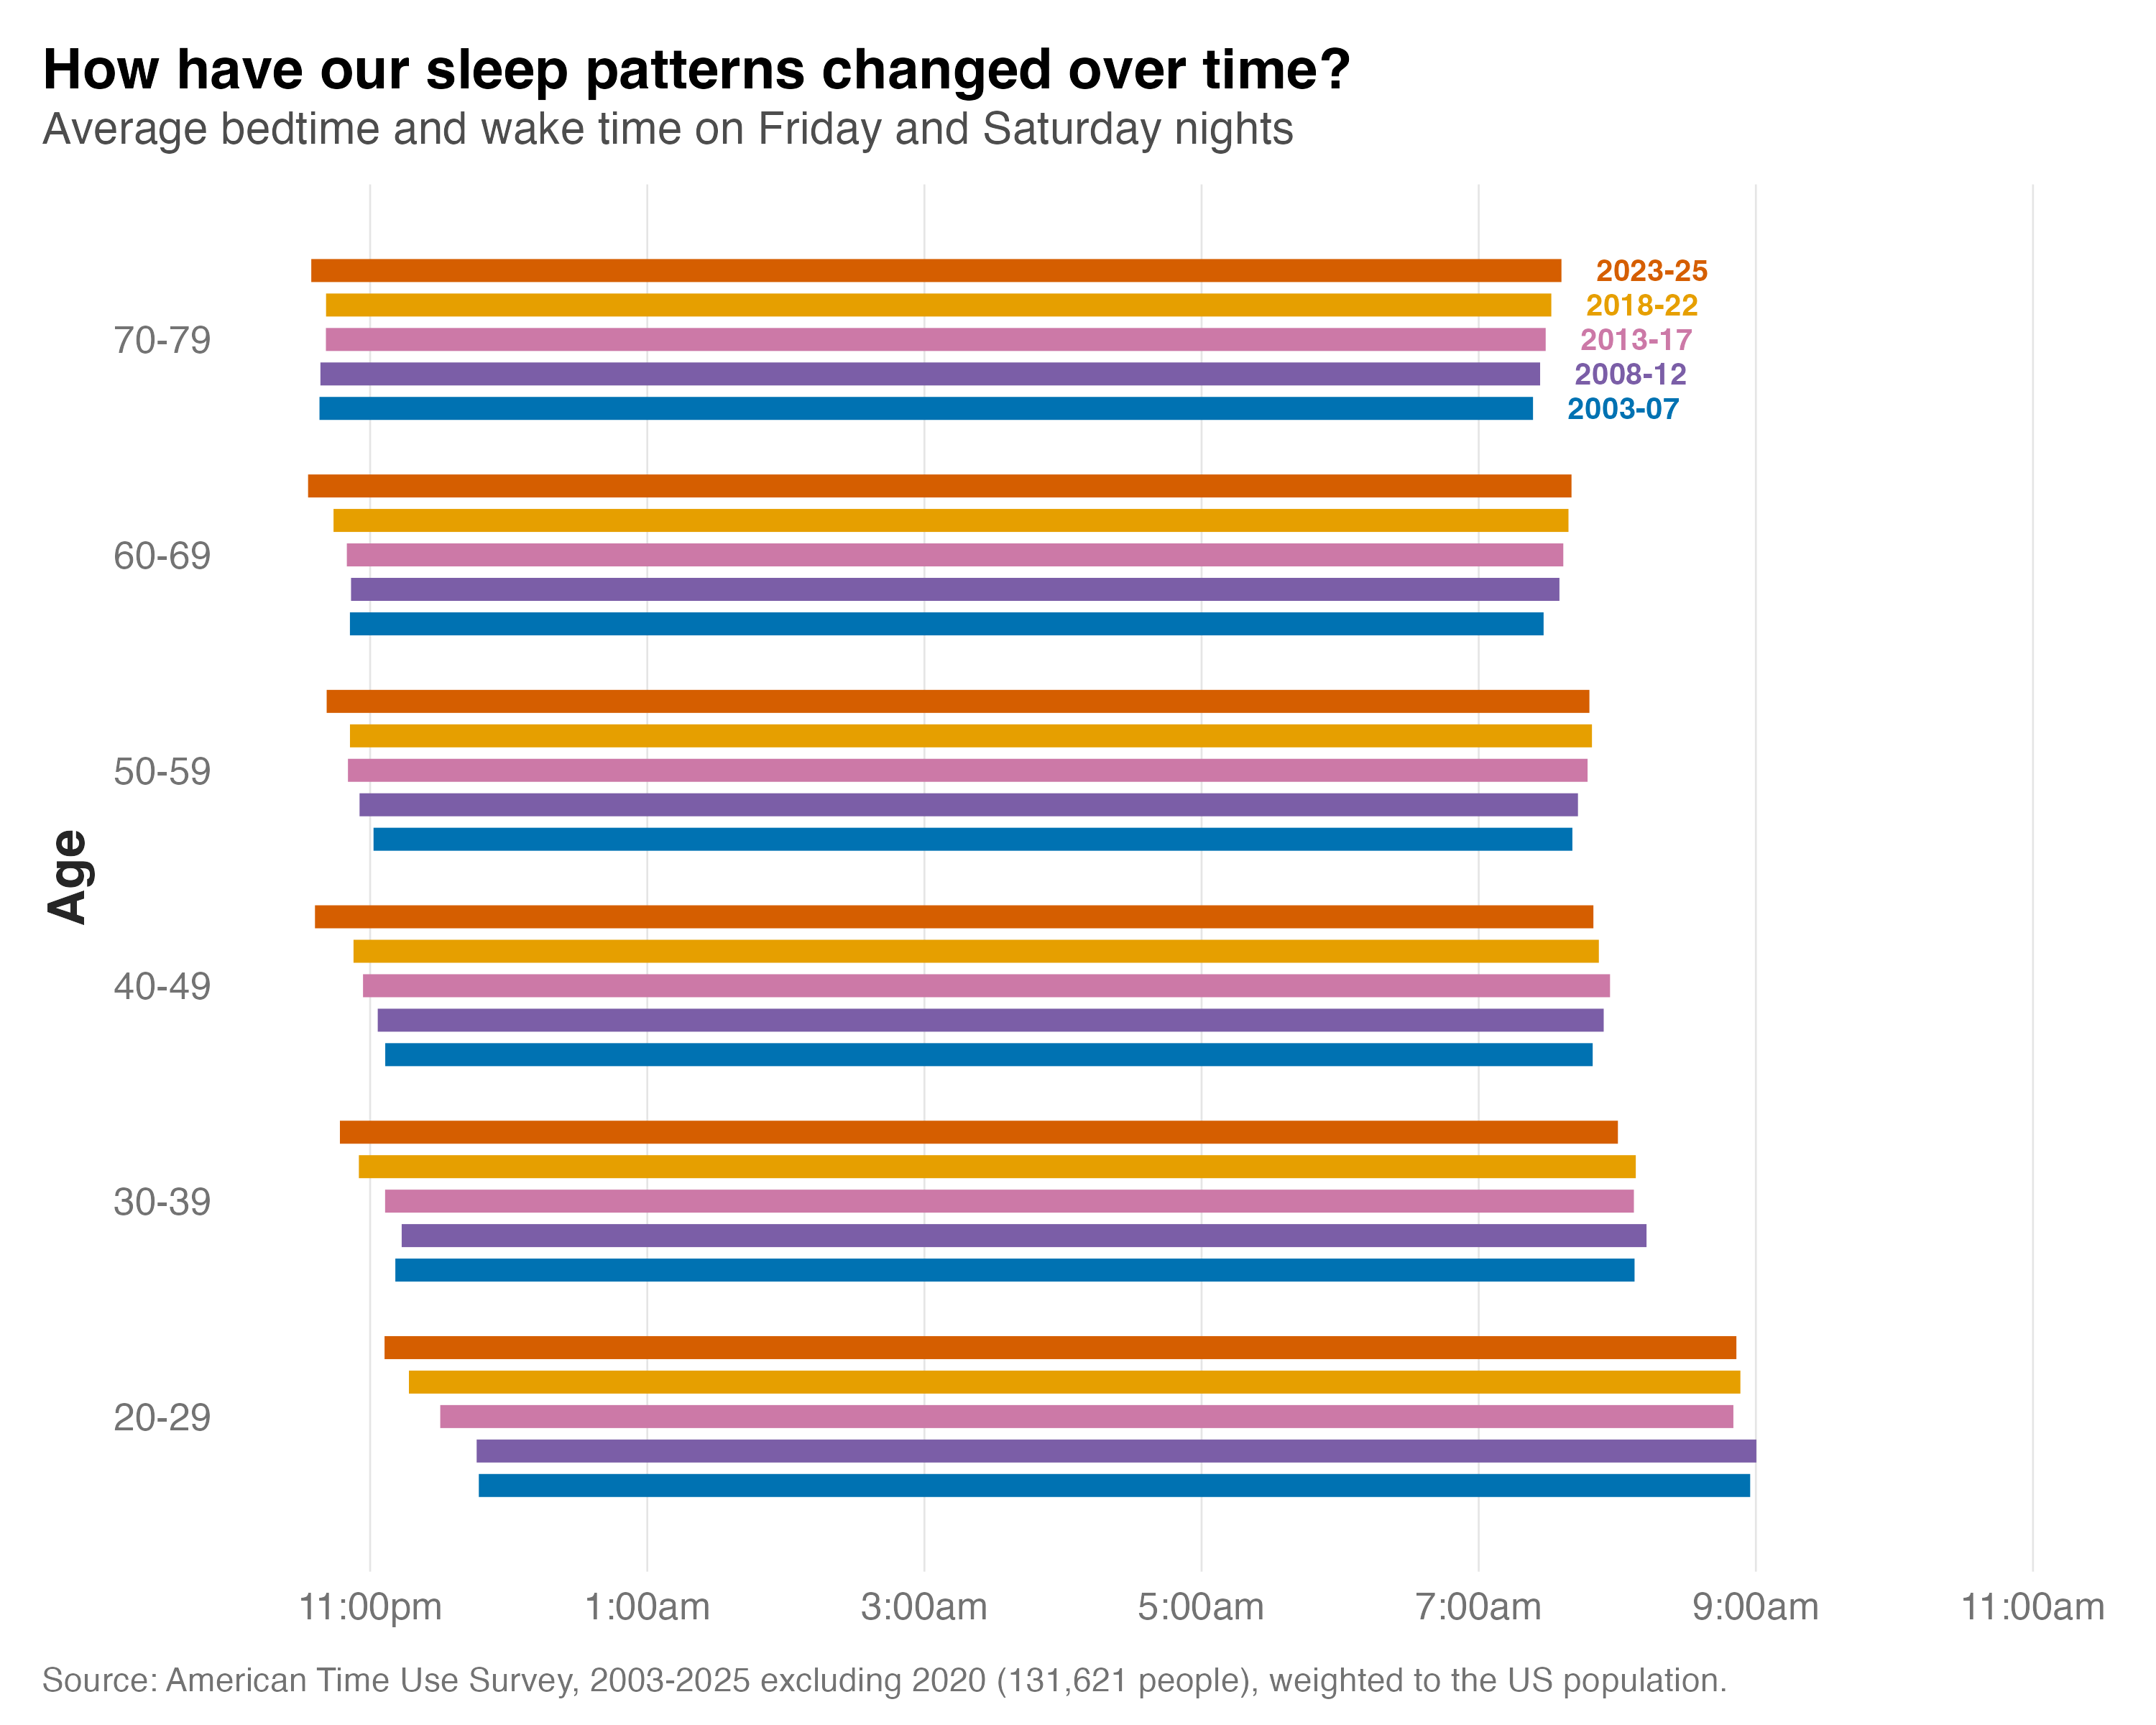 How have our sleep patterns changed over time?
Average bedtime and wake time on Friday and Saturday nights
2023-25
2018-22
70-79
2013-17
2008-12
2003-07
60-69
50-59
Age
40-49
30-39
20-29
11:00pm
1:00am
3:00am
5:00am
7:00am
9:00am
11:00am
Source: American Time Use Survey, 2003-2025 excluding 2020 (131,621 people), weighted to the US population.